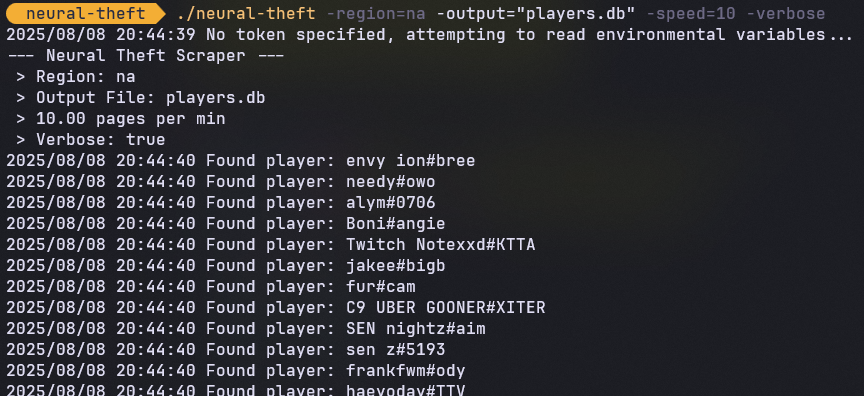 neural-theft ./neural-theft -region=na -output="players.db" -speed=10 -verbose
2025/08/08 20:44:39 No token specified, attempting to read environmental variables...
--- Neural Theft Scraper ---
> Region: na
> Output File: players.db
> 10.00 pages per min
> Verbose: true
2025/08/08 20:44:40 Found player: envy ion#bree
2025/08/08 20:44:40 Found player: needy#owo
2025/08/08 20:44:40 Found player: alym#0706
2025/08/08 20:44:40 Found player: Boni#angie
2025/08/08 20:44:40 Found player: Twitch Notexxd#KTTA
2025/08/08 20:44:40 Found player: jakee#bigb
2025/08/08 20:44:40 Found player: fur#cam
2025/08/08 20:44:40 Found player: C9 UBER GOONER#XITER
2025/08/08 20:44:40 Found player: SEN nightz#aim
2025/08/08 20:44:40 Found player: sen z#5193
2025/08/08 20:44:40 Found player: frankfwm#ody
2025/08/08 20:44:40 Found player: haeyoday#TTV